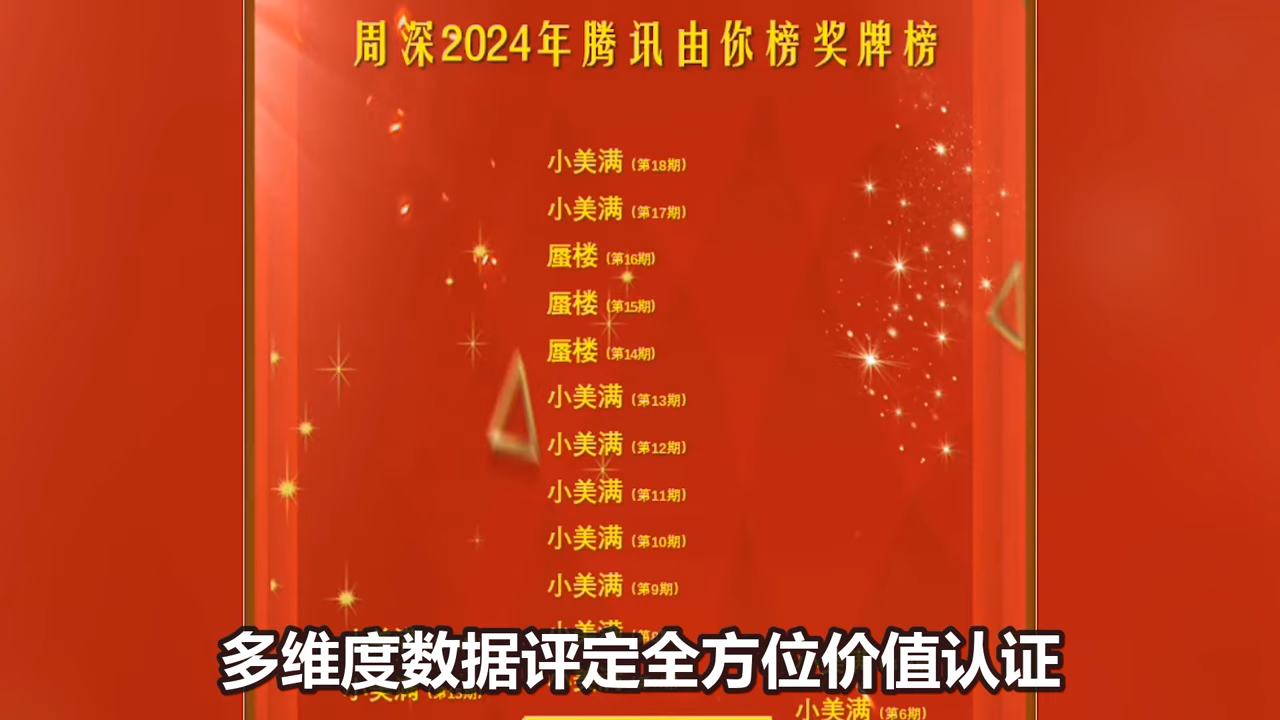 周深2024年腾讯由你榜奖牌榜
小美满（第18期）
小美满（第17期）
蜃楼（第16期）
蜃楼（第15期）
蜃楼（第14期）
小美满（第13期）
小美满（第12期）
小美满（第11期）
小美满（第10期）
小美满（第9期）
多维度数据评定全方位价值认证
小美满（第6期）